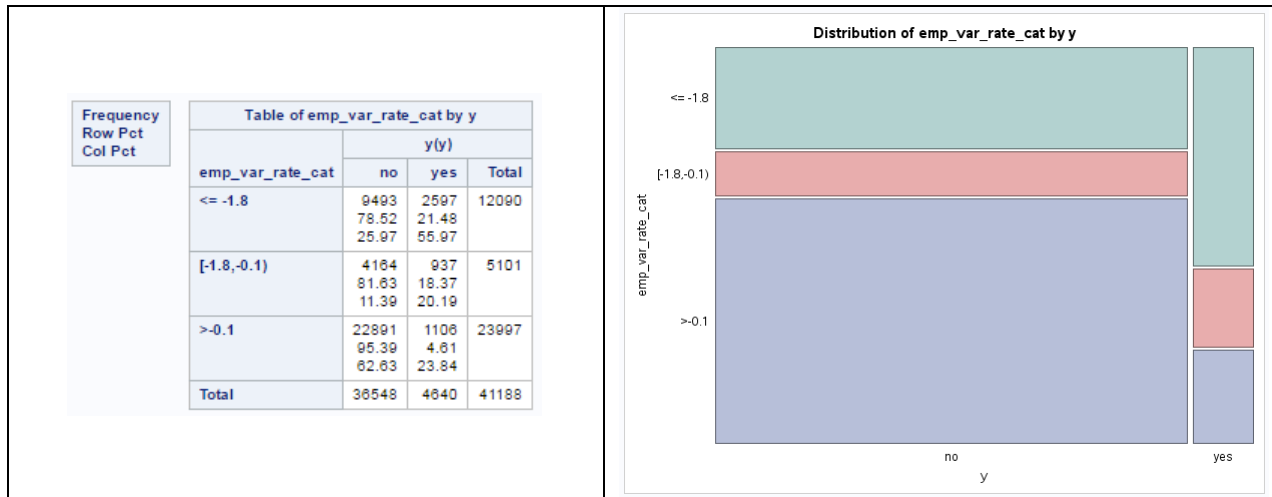 Frequency
Row Pct
Col Pct
Table of emp_var_rate_cat by y
y(y)
emp_var_rate_cat no yes Total
<= -1.8 9493 2597 12090
78.52 21.48
25.97 55.97
[-1.8,-0.1) 4164 937 5101
81.63 18.37
11.39 20.19
>-0.1 22891 1106 23997
95.39 4.61
62.63 23.84
Total 36548 4640 41188
Distribution of emp_var_rate_cat by y
<= -1.8
[-1.8,-0.1)
>-0.1
emp_var_rate_cat
no yes
y